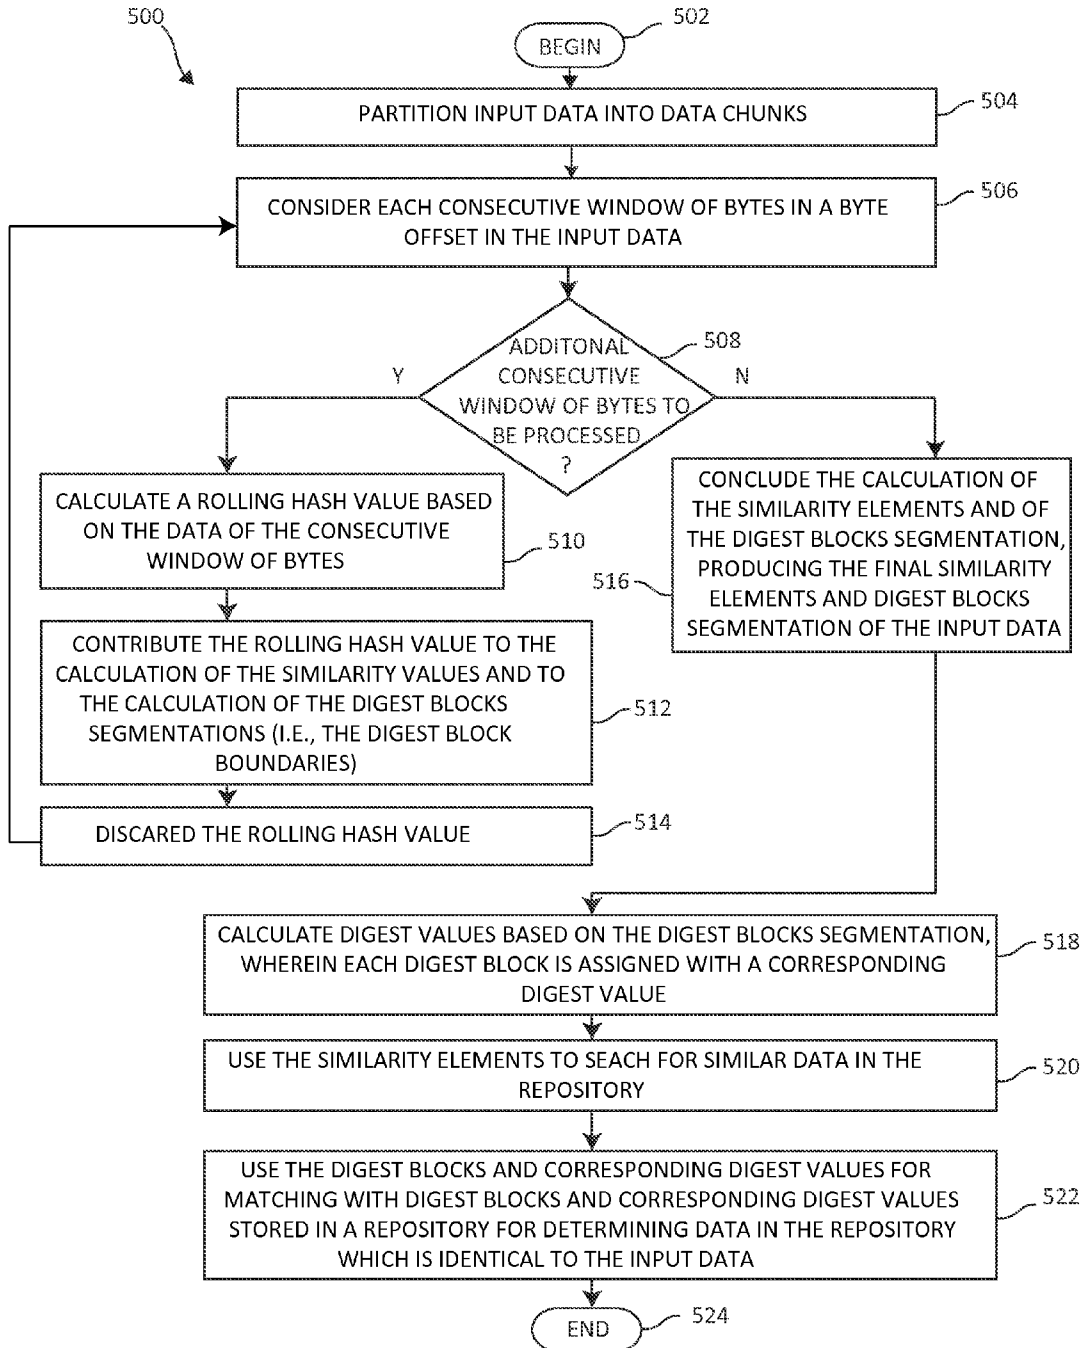 500
502
BEGIN
PARTITION INPUT DATA INTO DATA CHUNKS
504
CONSIDER EACH CONSECUTIVE WINDOW OF BYTES IN A BYTE
OFFSET IN THE INPUT DATA
506
ADDITONAL
CONSECUTIVE
WINDOW OF BYTES TO
BE PROCESSED
?
508
Y
N
CALCULATE A ROLLING HASH VALUE BASED
ON THE DATA OF THE CONSECUTIVE
WINDOW OF BYTES
510
CONTRIBUTE THE ROLLING HASH VALUE TO THE
CALCULATION OF THE SIMILARITY VALUES AND TO
THE CALCULATION OF THE DIGEST BLOCKS
SEGMENTATIONS (I.E., THE DIGEST BLOCK
BOUNDARIES)
512
DISCARED THE ROLLING HASH VALUE
514
CONCLUDE THE CALCULATION OF
THE SIMILARITY ELEMENTS AND OF
THE DIGEST BLOCKS SEGMENTATION,
PRODUCING THE FINAL SIMILARITY
ELEMENTS AND DIGEST BLOCKS
SEGMENTATION OF THE INPUT DATA
516
CALCULATE DIGEST VALUES BASED ON THE DIGEST BLOCKS SEGMENTATION,
WHEREIN EACH DIGEST BLOCK IS ASSIGNED WITH A CORRESPONDING
DIGEST VALUE
518
USE THE SIMILARITY ELEMENTS TO SEACH FOR SIMILAR DATA IN THE
REPOSITORY
520
USE THE DIGEST BLOCKS AND CORRESPONDING DIGEST VALUES FOR
MATCHING WITH DIGEST BLOCKS AND CORRESPONDING DIGEST VALUES
STORED IN A REPOSITORY FOR DETERMINING DATA IN THE REPOSITORY
WHICH IS IDENTICAL TO THE INPUT DATA
522
END
524